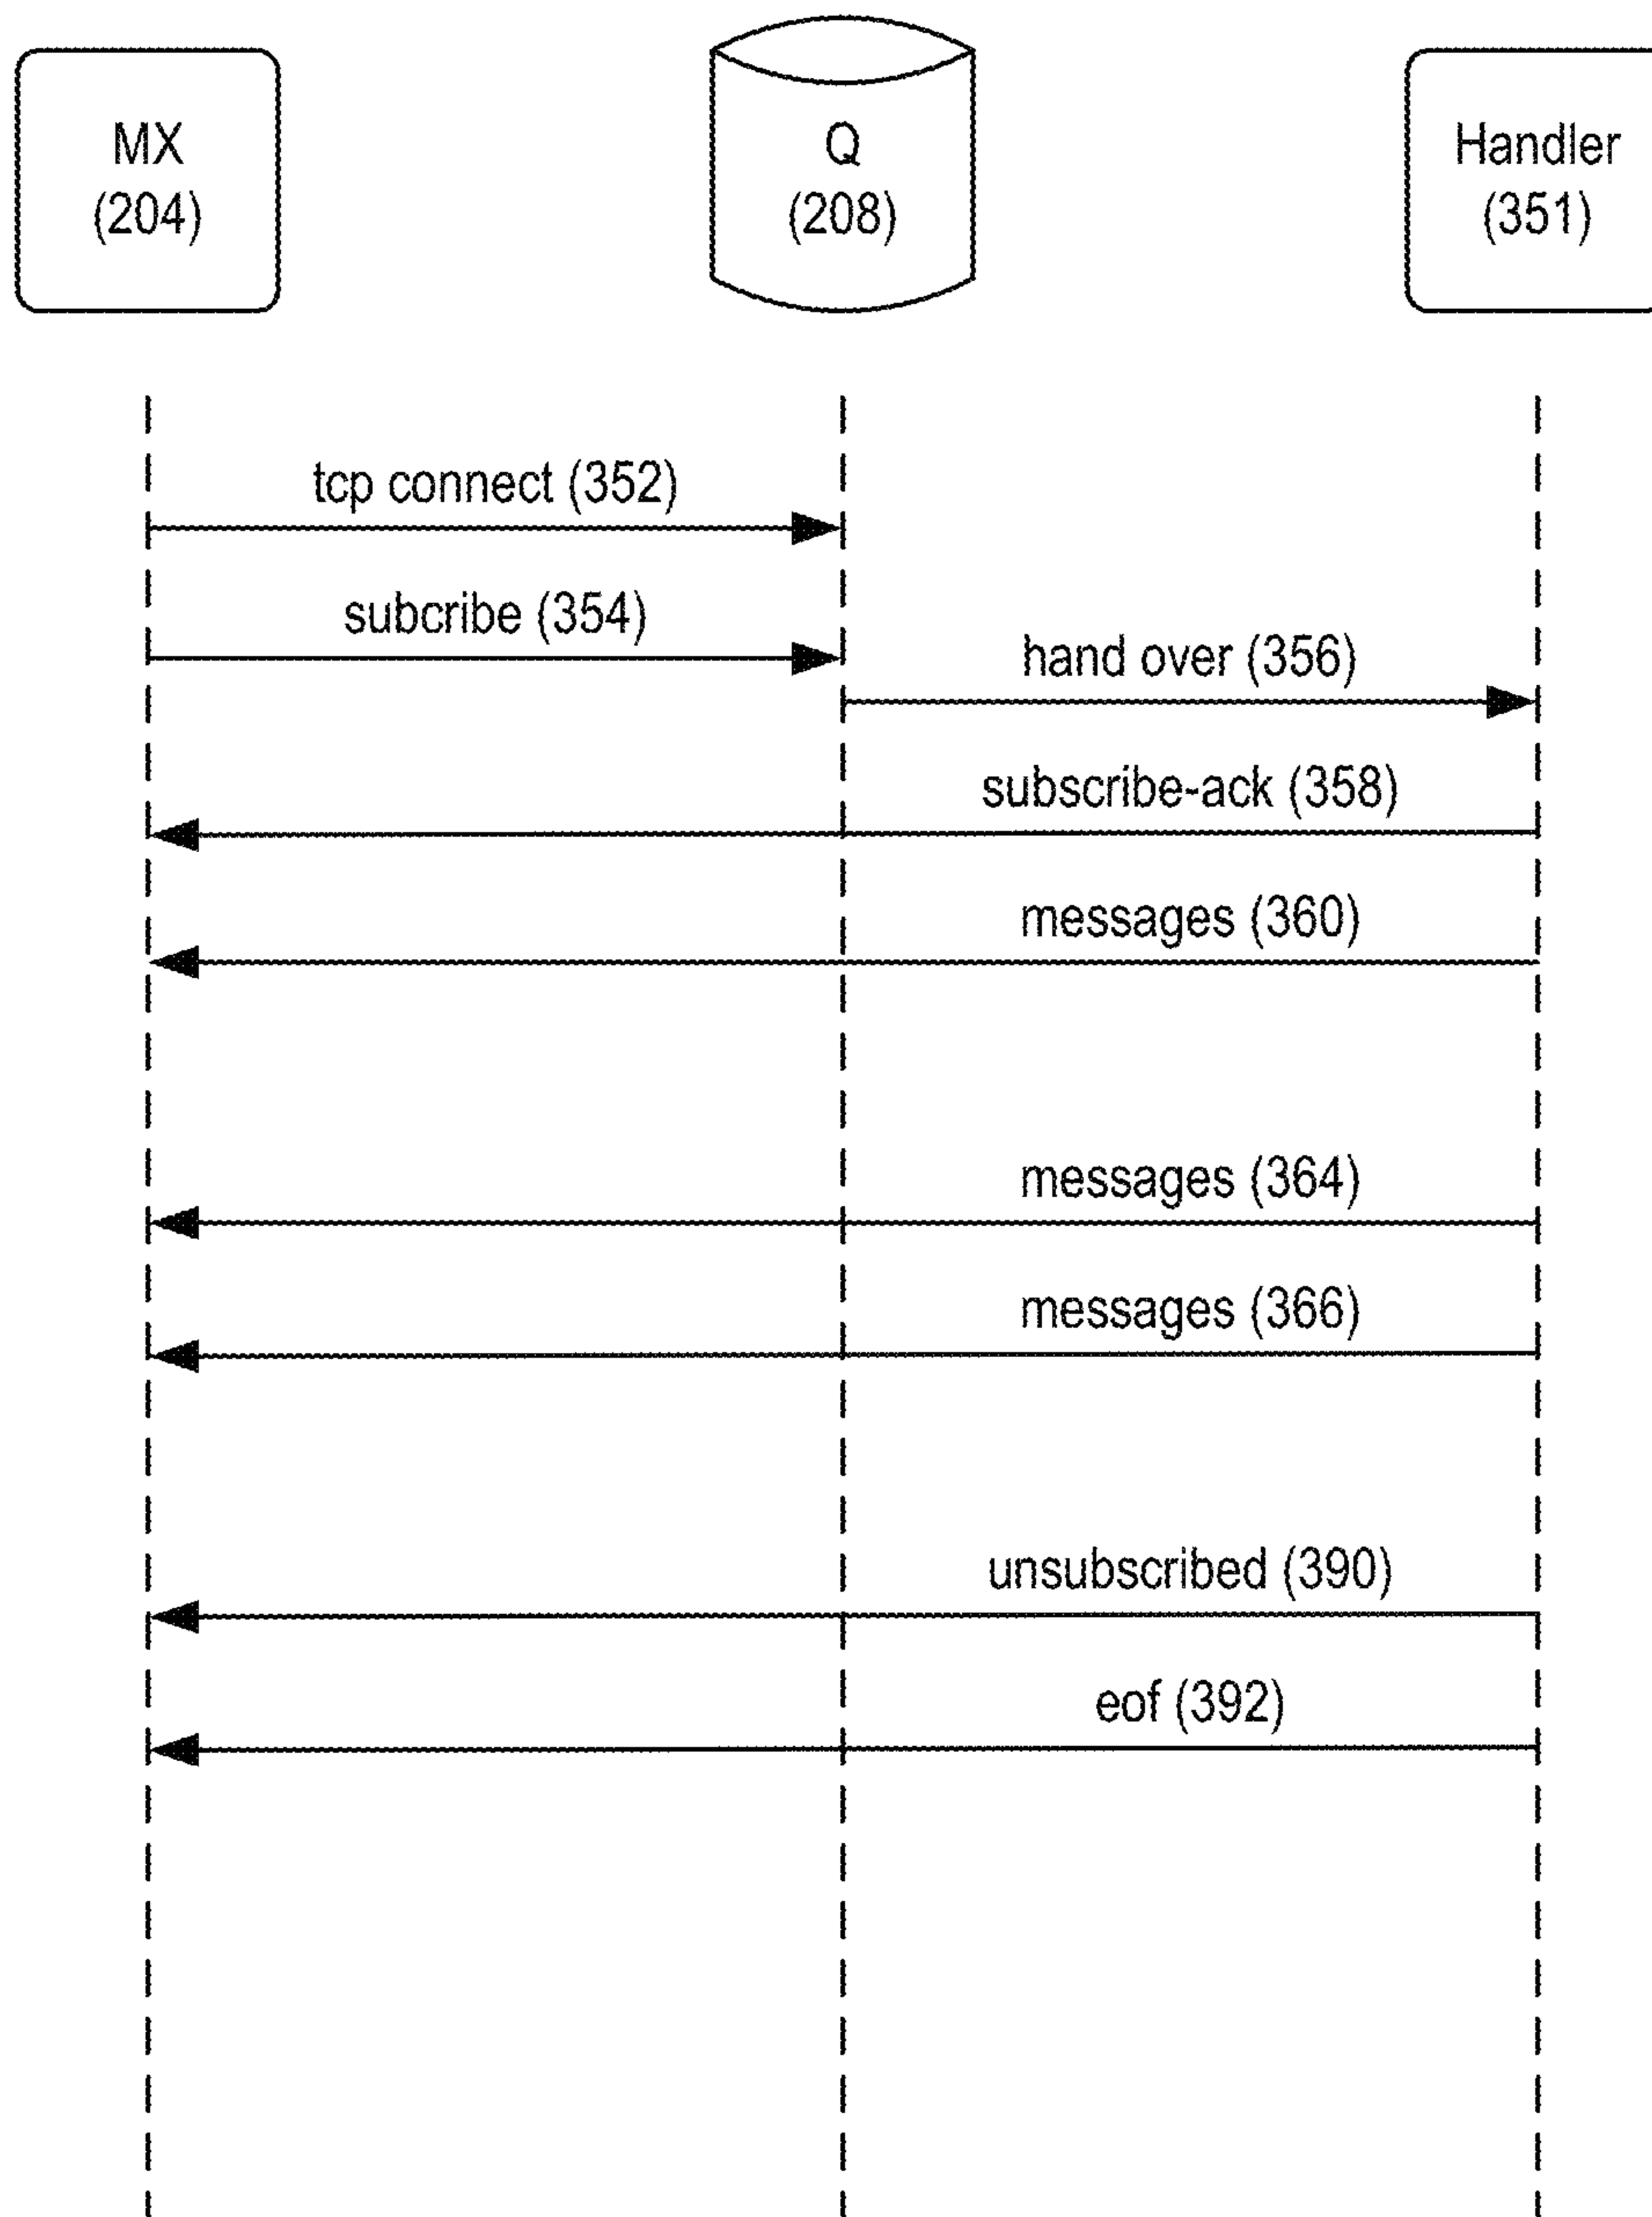 MX
(204)
Q
(208)
Handler
(351)
tcp connect (352)
subcribe (354)
hand over (356)
subscribe-ack (358)
messages (360)
messages (364)
messages (366)
unsubscribed (390)
eof (392)